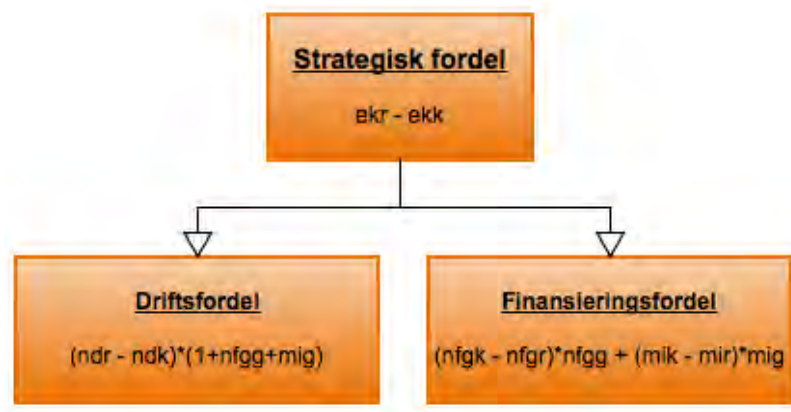 Strategisk fordel
ekr - ekk
Driftsfordel
(ndr - ndk)*(1+nfgg+mig)
Finansieringsfordel
(nfgk - nfgr)*nfgg + (mik - mir)*mig